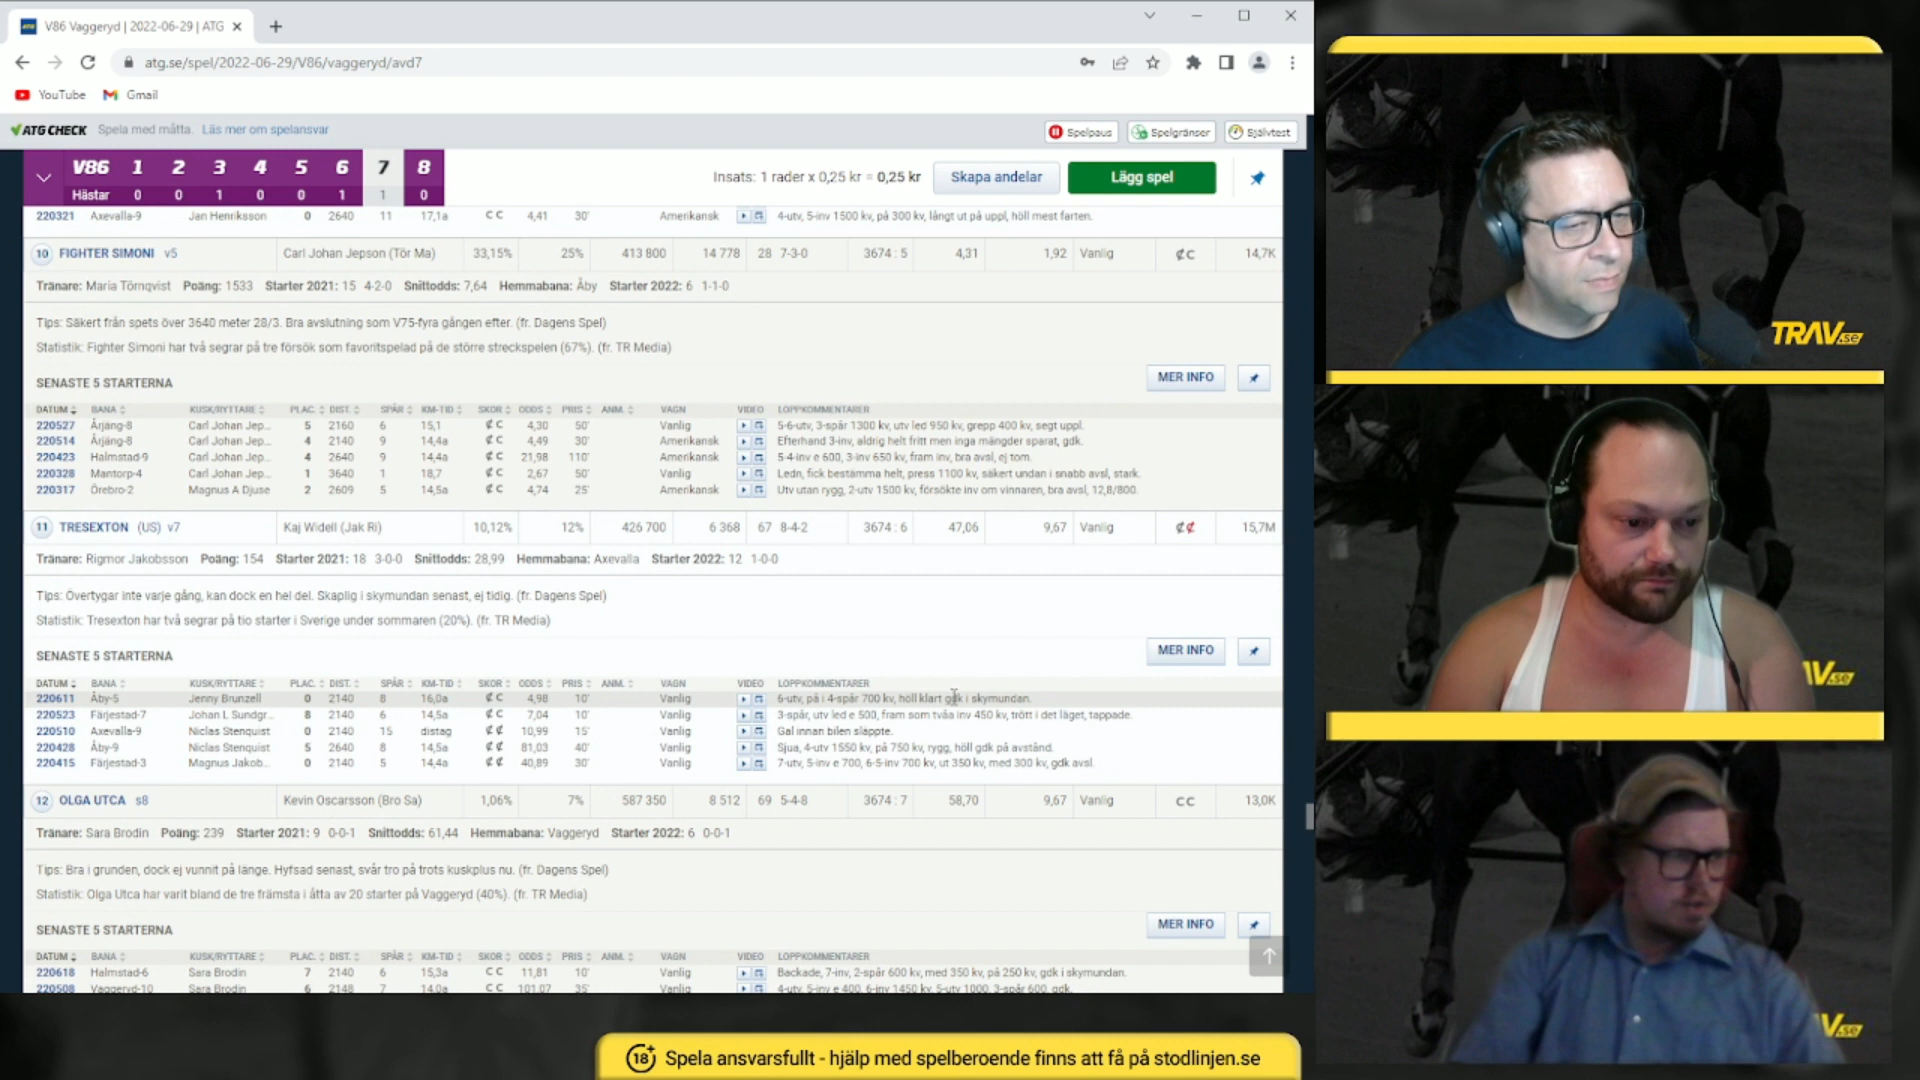 V86 Vaggeryd | 2022-06-29 | ATG
atg.se/spel/2022-06-29/V86/vaggeryd/avd7
YouTube Gmail
ATG CHECK Spela med måtta. Läs mer om spelansvar Spelpaus Spelgränser Självtest
V86 1 2 3 4 5 6 7 8 Insats: 1 rader x 0,25 kr = 0,25 kr Skapa andelar Lägg spel
Hästar 0 0 1 0 0 1 1 0
220321 Axevalla-9 Jan Henriksson 0 2640 11 17,1a C C 4,41 30' Amerikansk 4-utv, 5-inv 1500 kv, på 300 kv, långt ut på uppl, höll mest farten.
10 FIGHTER SIMONI v5 Carl Johan Jepson (Tör Ma) 33,15% 25% 413 800 14 778 28 7-3-0 3674 : 5 4,31 1,92 Vanlig ȼC 14,7K
Tränare: Maria Törnqvist Poäng: 1533 Starter 2021: 15 4-2-0 Snittodds: 7,64 Hemmabana: Åby Starter 2022: 6 1-1-0
Tips: Säkert från spets över 3640 meter 28/3. Bra avslutning som V75-fyra gången efter. (fr. Dagens Spel)
Statistik: Fighter Simoni har två segrar på tre försök som favoritspelad på de större streckspelen (67%). (fr. TR Media)
SENASTE 5 STARTERNA MER INFO
DATUM BANA KUSK/RYTTARE PLAC. DIST. SPÅR KM-TID SKOR ODDS PRIS ANM. VAGN VIDEO LOPPKOMMENTARER
220527 Årjäng-8 Carl Johan Jep... 5 2160 6 15,1 ȼ C 4,30 50' Vanlig 5-6-utv, 3-spår 1300 kv, utv led 950 kv, grepp 400 kv, segt uppl.
220514 Årjäng-8 Carl Johan Jep... 4 2140 9 14,4a ȼ C 4,49 30' Amerikansk Efterhand 3-inv, aldrig helt fritt men inga mängder sparat, gdk.
220423 Halmstad-9 Carl Johan Jep... 4 2640 9 14,4a ȼ C 21,98 110' Amerikansk 5-4-inv e 600, 3-inv 650 kv, fram inv, bra avsl, ej tom.
220328 Mantorp-4 Carl Johan Jep... 1 3640 1 18,7 ȼ C 2,67 50' Vanlig Ledn, fick bestämma helt, press 1100 kv, säkert undan i snabb avsl, stark.
220317 Örebro-2 Magnus A Djuse 2 2609 5 14,5a ȼ C 4,74 25' Amerikansk Utv utan rygg, 2-utv 1500 kv, försökte inv om vinnaren, bra avsl, 12,8/800.
11 TRESEXTON (US) v7 Kaj Widell (Jak Ri) 10,12% 12% 426 700 6 368 67 8-4-2 3674 : 6 47,06 9,67 Vanlig ȼȼ 15,7M
Tränare: Rigmor Jakobsson Poäng: 154 Starter 2021: 18 3-0-0 Snittodds: 28,99 Hemmabana: Axevalla Starter 2022: 12 1-0-0
Tips: Övertygar inte varje gång, kan dock en hel del. Skaplig i skymundan senast, ej tidig. (fr. Dagens Spel)
Statistik: Tresexton har två segrar på tio starter i Sverige under sommaren (20%). (fr. TR Media)
SENASTE 5 STARTERNA MER INFO
DATUM BANA KUSK/RYTTARE PLAC. DIST. SPÅR KM-TID SKOR ODDS PRIS ANM. VAGN VIDEO LOPPKOMMENTARER
220611 Åby-5 Jenny Brunzell 0 2140 8 16,0a ȼ C 4,98 10' Vanlig 6-utv, på i 4-spår 700 kv, höll klart gdk i skymundan.
220523 Färjestad-7 Johan L Sundgr... 8 2140 6 14,5a ȼ C 7,04 10' Vanlig 3-spår, utv led e 500, fram som tvåa inv 450 kv, trött i det läget, tappade.
220510 Axevalla-9 Niclas Stenquist 0 2140 15 distag ȼ ȼ 10,99 15' Vanlig Gal innan bilen släppte.
220428 Åby-9 Niclas Stenquist 5 2640 8 14,5a ȼ ȼ 81,03 40' Vanlig Sjua, 4-utv 1550 kv, på 750 kv, rygg, höll gdk på avstånd.
220415 Färjestad-3 Magnus Jakob... 0 2140 5 14,4a ȼ ȼ 40,89 30' Vanlig 7-utv, 5-inv e 700, 6-5-inv 700 kv, ut 350 kv, med 300 kv, gdk avsl.
12 OLGA UTCA s8 Kevin Oscarsson (Bro Sa) 1,06% 7% 587 350 8 512 69 5-4-8 3674 : 7 58,70 9,67 Vanlig CC 13,0K
Tränare: Sara Brodin Poäng: 239 Starter 2021: 9 0-0-1 Snittodds: 61,44 Hemmabana: Vaggeryd Starter 2022: 6 0-0-1
Tips: Bra i grunden, dock ej vunnit på länge. Hyfsad senast, svår tro på trots kuskplus nu. (fr. Dagens Spel)
Statistik: Olga Utca har varit bland de tre främsta i åtta av 20 starter på Vaggeryd (40%). (fr. TR Media)
SENASTE 5 STARTERNA MER INFO
DATUM BANA KUSK/RYTTARE PLAC. DIST. SPÅR KM-TID SKOR ODDS PRIS ANM. VAGN VIDEO LOPPKOMMENTARER
220618 Halmstad-6 Sara Brodin 7 2140 6 15,3a C C 11,81 10' Vanlig Backade, 7-inv, 2-spår 600 kv, med 350 kv, på 250 kv, gdk i skymundan.
220508 Vaggeryd-10 Sara Brodin 6 2148 7 14,0a C C 101,07 35' Vanlig 4-utv, 5-inv e 400, 6-inv 1450 kv, 5-utv 1000, 3-spår 600, gdk.
TRAV.se
V.se
V.se
18+ Spela ansvarsfullt - hjälp med spelberoende finns att få på stodlinjen.se